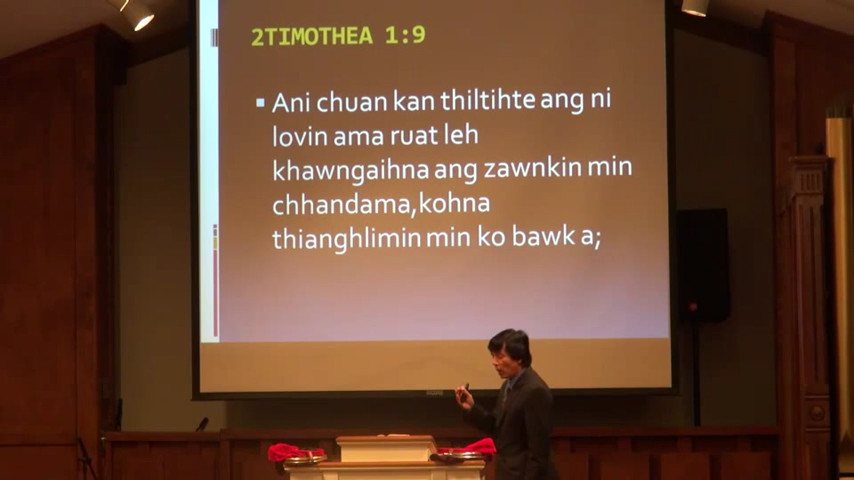 2TIMOTHEA 1:9
▪ Ani chuan kan thiltihte ang ni
lovin ama ruat leh
khawngaihna ang zawnkin min
chhandama,kohna
thianghlimin min ko bawk a;